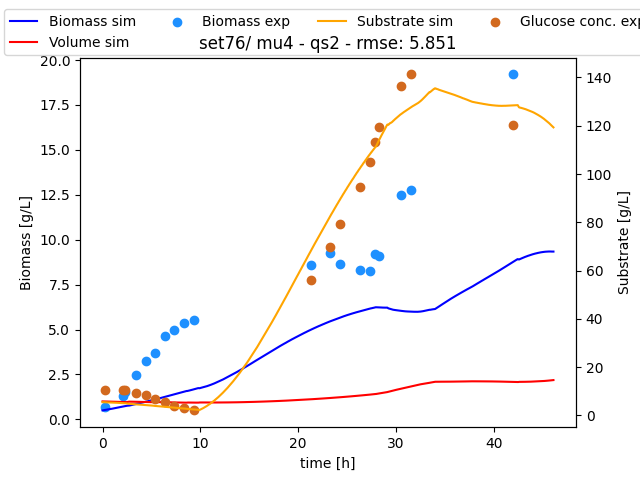 Biomass sim Biomass exp Substrate sim Glucose conc. exp
Volume sim
set76/ mu4 - qs2 - rmse: 5.851
20.0
17.5
15.0
12.5
10.0
7.5
5.0
2.5
0.0
Biomass [g/L]
140
120
100
80
60
40
20
0
Substrate [g/L]
0 10 20 30 40
time [h]